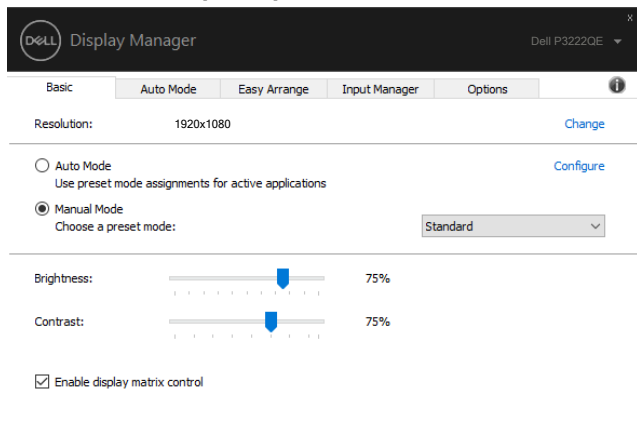 DELL Display Manager
Dell P3222QE
x
Basic
Auto Mode
Easy Arrange
Input Manager
Options
i
Resolution: 1920x1080 Change
Auto Mode Configure
Use preset mode assignments for active applications
Manual Mode
Choose a preset mode: Standard
Brightness: 75%
Contrast: 75%
Enable display matrix control